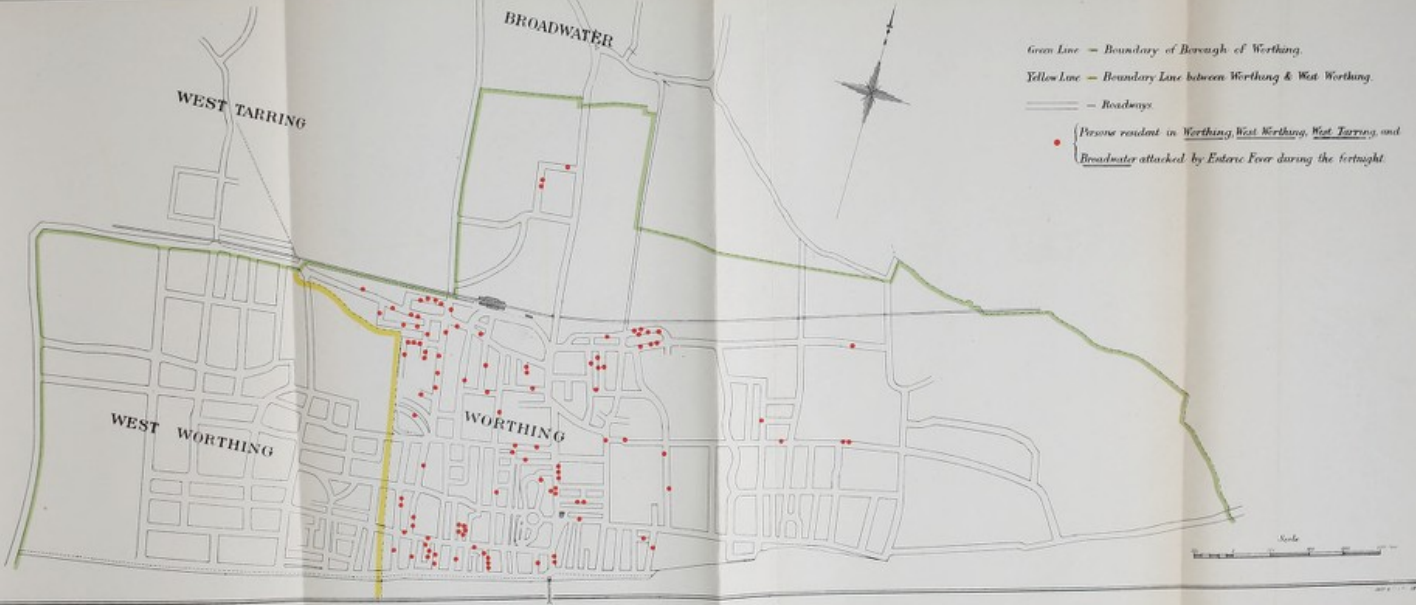 BROADWATER
WEST TARRING
WEST WORTHING
WORTHING
Green Line — Boundary of Borough of Worthing.
Yellow Line — Boundary Line between Worthing & West Worthing.
— Roadways.
Persons resident in Worthing, West Worthing, West Tarring, and
Broadwater attacked by Enteric Fever during the fortnight.
Scale